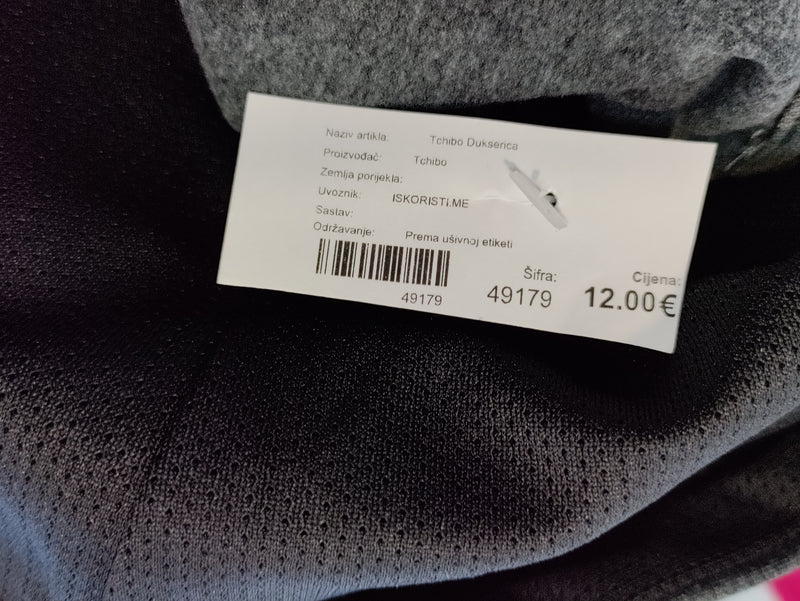 Naziv artikla: Tchibo Dukserica
Proizvođač: Tchibo
Zemlja porijekla:
Uvoznik: ISKORISTI.ME
Sastav:
Održavanje: Prema ušivnoj etiketi
49179
Šifra:
49179
Cijena:
12.00€